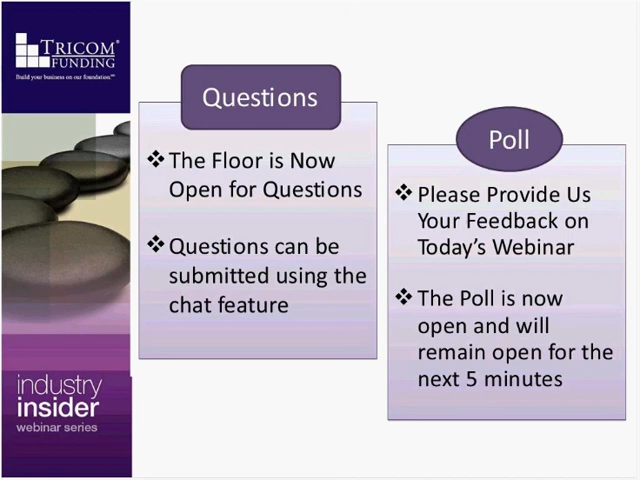 TRICOM®
FUNDING
Build your business on our foundation.℠
Questions
❖ The Floor is Now
Open for Questions
❖ Questions can be
submitted using the
chat feature
Poll
❖ Please Provide Us
Your Feedback on
Today's Webinar
❖ The Poll is now
open and will
remain open for the
next 5 minutes
industry
insider
webinar series